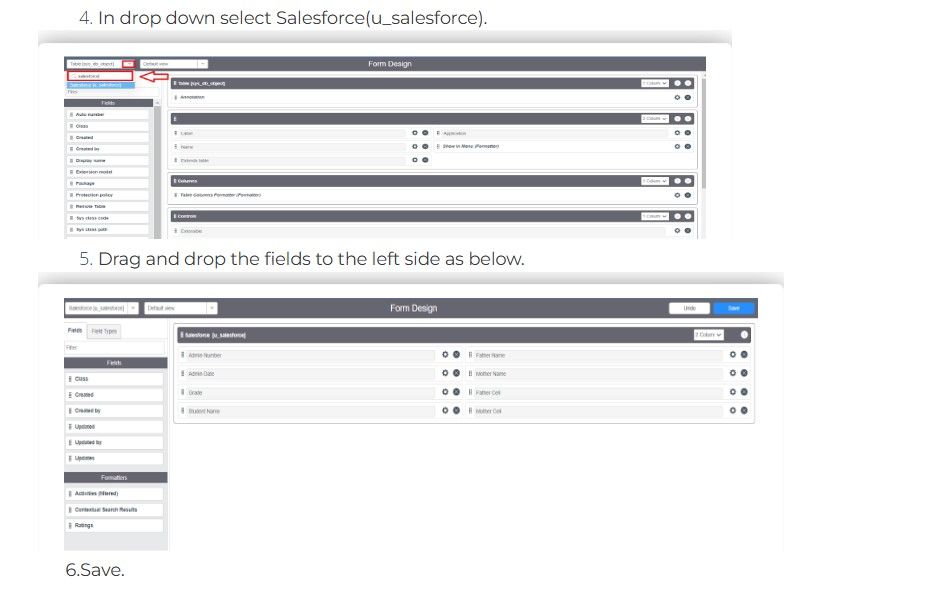 4. In drop down select Salesforce(u_salesforce).
Table [sys_db_object] Default view Form Design
salesforce
Salesforce [u_salesforce]
Filter
Table [sys_db_object] 1 Column
Annotation
Fields
Auto number
2 Column
Class
Label Application
Created
Created by
Name Show in Menu (Formatter)
Display name
Extends table
Extension model
Package
Columns 1 Column
Protection policy
Table Columns Formatter (Formatter)
Remote Table
Sys class code
Controls 1 Column
Sys class path
Extensible
5. Drag and drop the fields to the left side as below.
Salesforce [u_salesforce] Default view Form Design Undo Save
Fields Field Types
Filter
Fields
Class
Created
Created by
Updated
Updated by
Updates
Formatters
Activities (filtered)
Contextual Search Results
Ratings
Salesforce [u_salesforce] 2 Column
Admin Number Father Name
Admin Date Mother Name
Grade Father Cell
Student Name Mother Cell
6.Save.